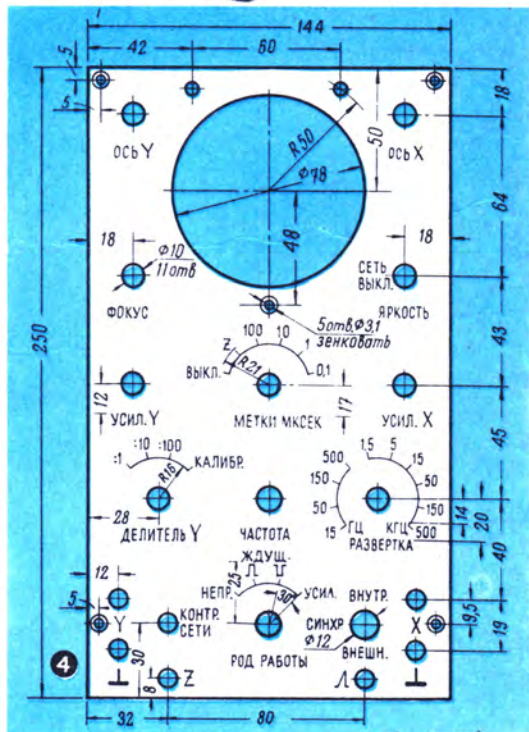 144
42 60
5
5
18
50
R50
Ф78
ОСЬ Y
ОСЬ X
64
48
18
18
Ф10
11отв
СЕТЬ
ВЫКЛ.
ФОКУС
ЯРКОСТЬ
5отв. Ф3,1
зенковать
43
250
Z 100 10 1
ВЫКЛ. R21 0,1
12
17
УСИЛ. Y МЕТКИ МКСЕК УСИЛ. X
45
:1 :10 :100 КАЛИБР.
R16
500 1,5 5 15
150 50
50 150
15 ГЦ КГЦ 500
14
20
28
ДЕЛИТЕЛЬ Y ЧАСТОТА РАЗВЕРТКА
40
ЖДУЩ.
12
НЕПР. 25 30° УСИЛ. ВНУТР.
5
Y КОНТР. СИНХР X
СЕТИ Ф12
9,5
19
ВНЕШН.
РОД РАБОТЫ
30
4
8
Z
32 80